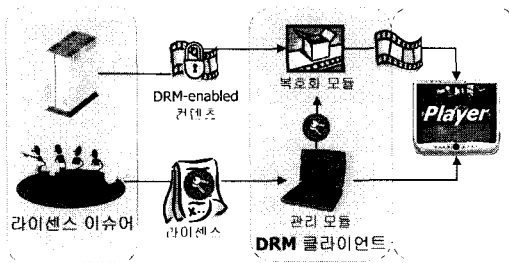 DRM-enabled
컨텐츠
복호화 모듈
Player
라이센스 이슈어
라이센스
관리 모듈
DRM 클라이언트